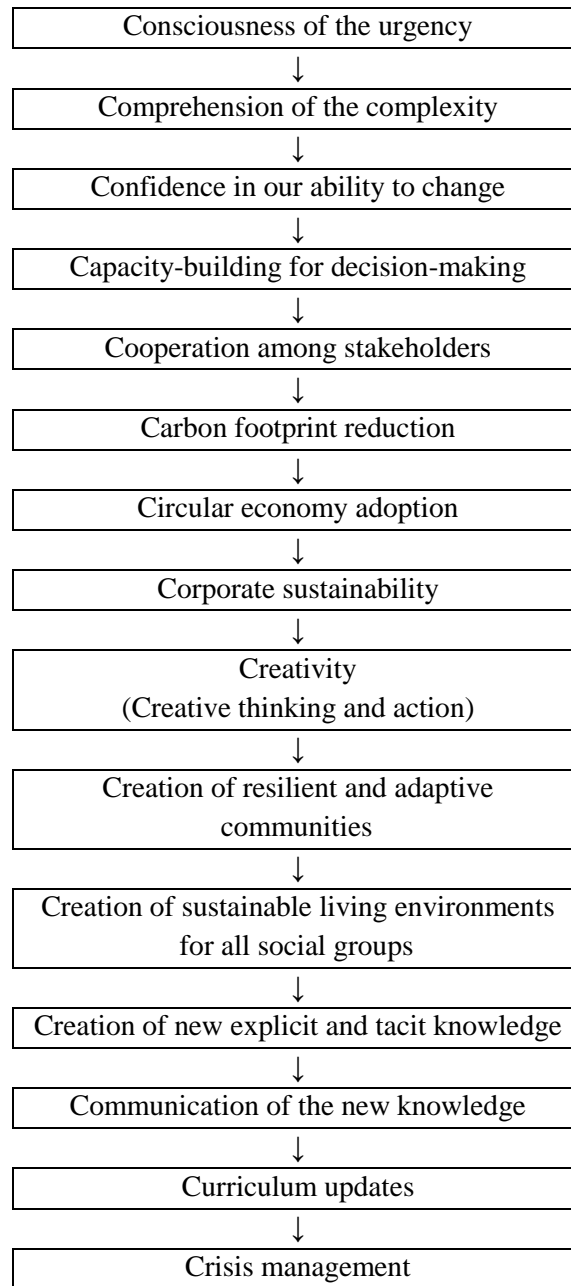 Consciousness of the urgency
↓
Comprehension of the complexity
↓
Confidence in our ability to change
↓
Capacity-building for decision-making
↓
Cooperation among stakeholders
↓
Carbon footprint reduction
↓
Circular economy adoption
↓
Corporate sustainability
↓
Creativity
(Creative thinking and action)
↓
Creation of resilient and adaptive
communities
↓
Creation of sustainable living environments
for all social groups
↓
Creation of new explicit and tacit knowledge
↓
Communication of the new knowledge
↓
Curriculum updates
↓
Crisis management